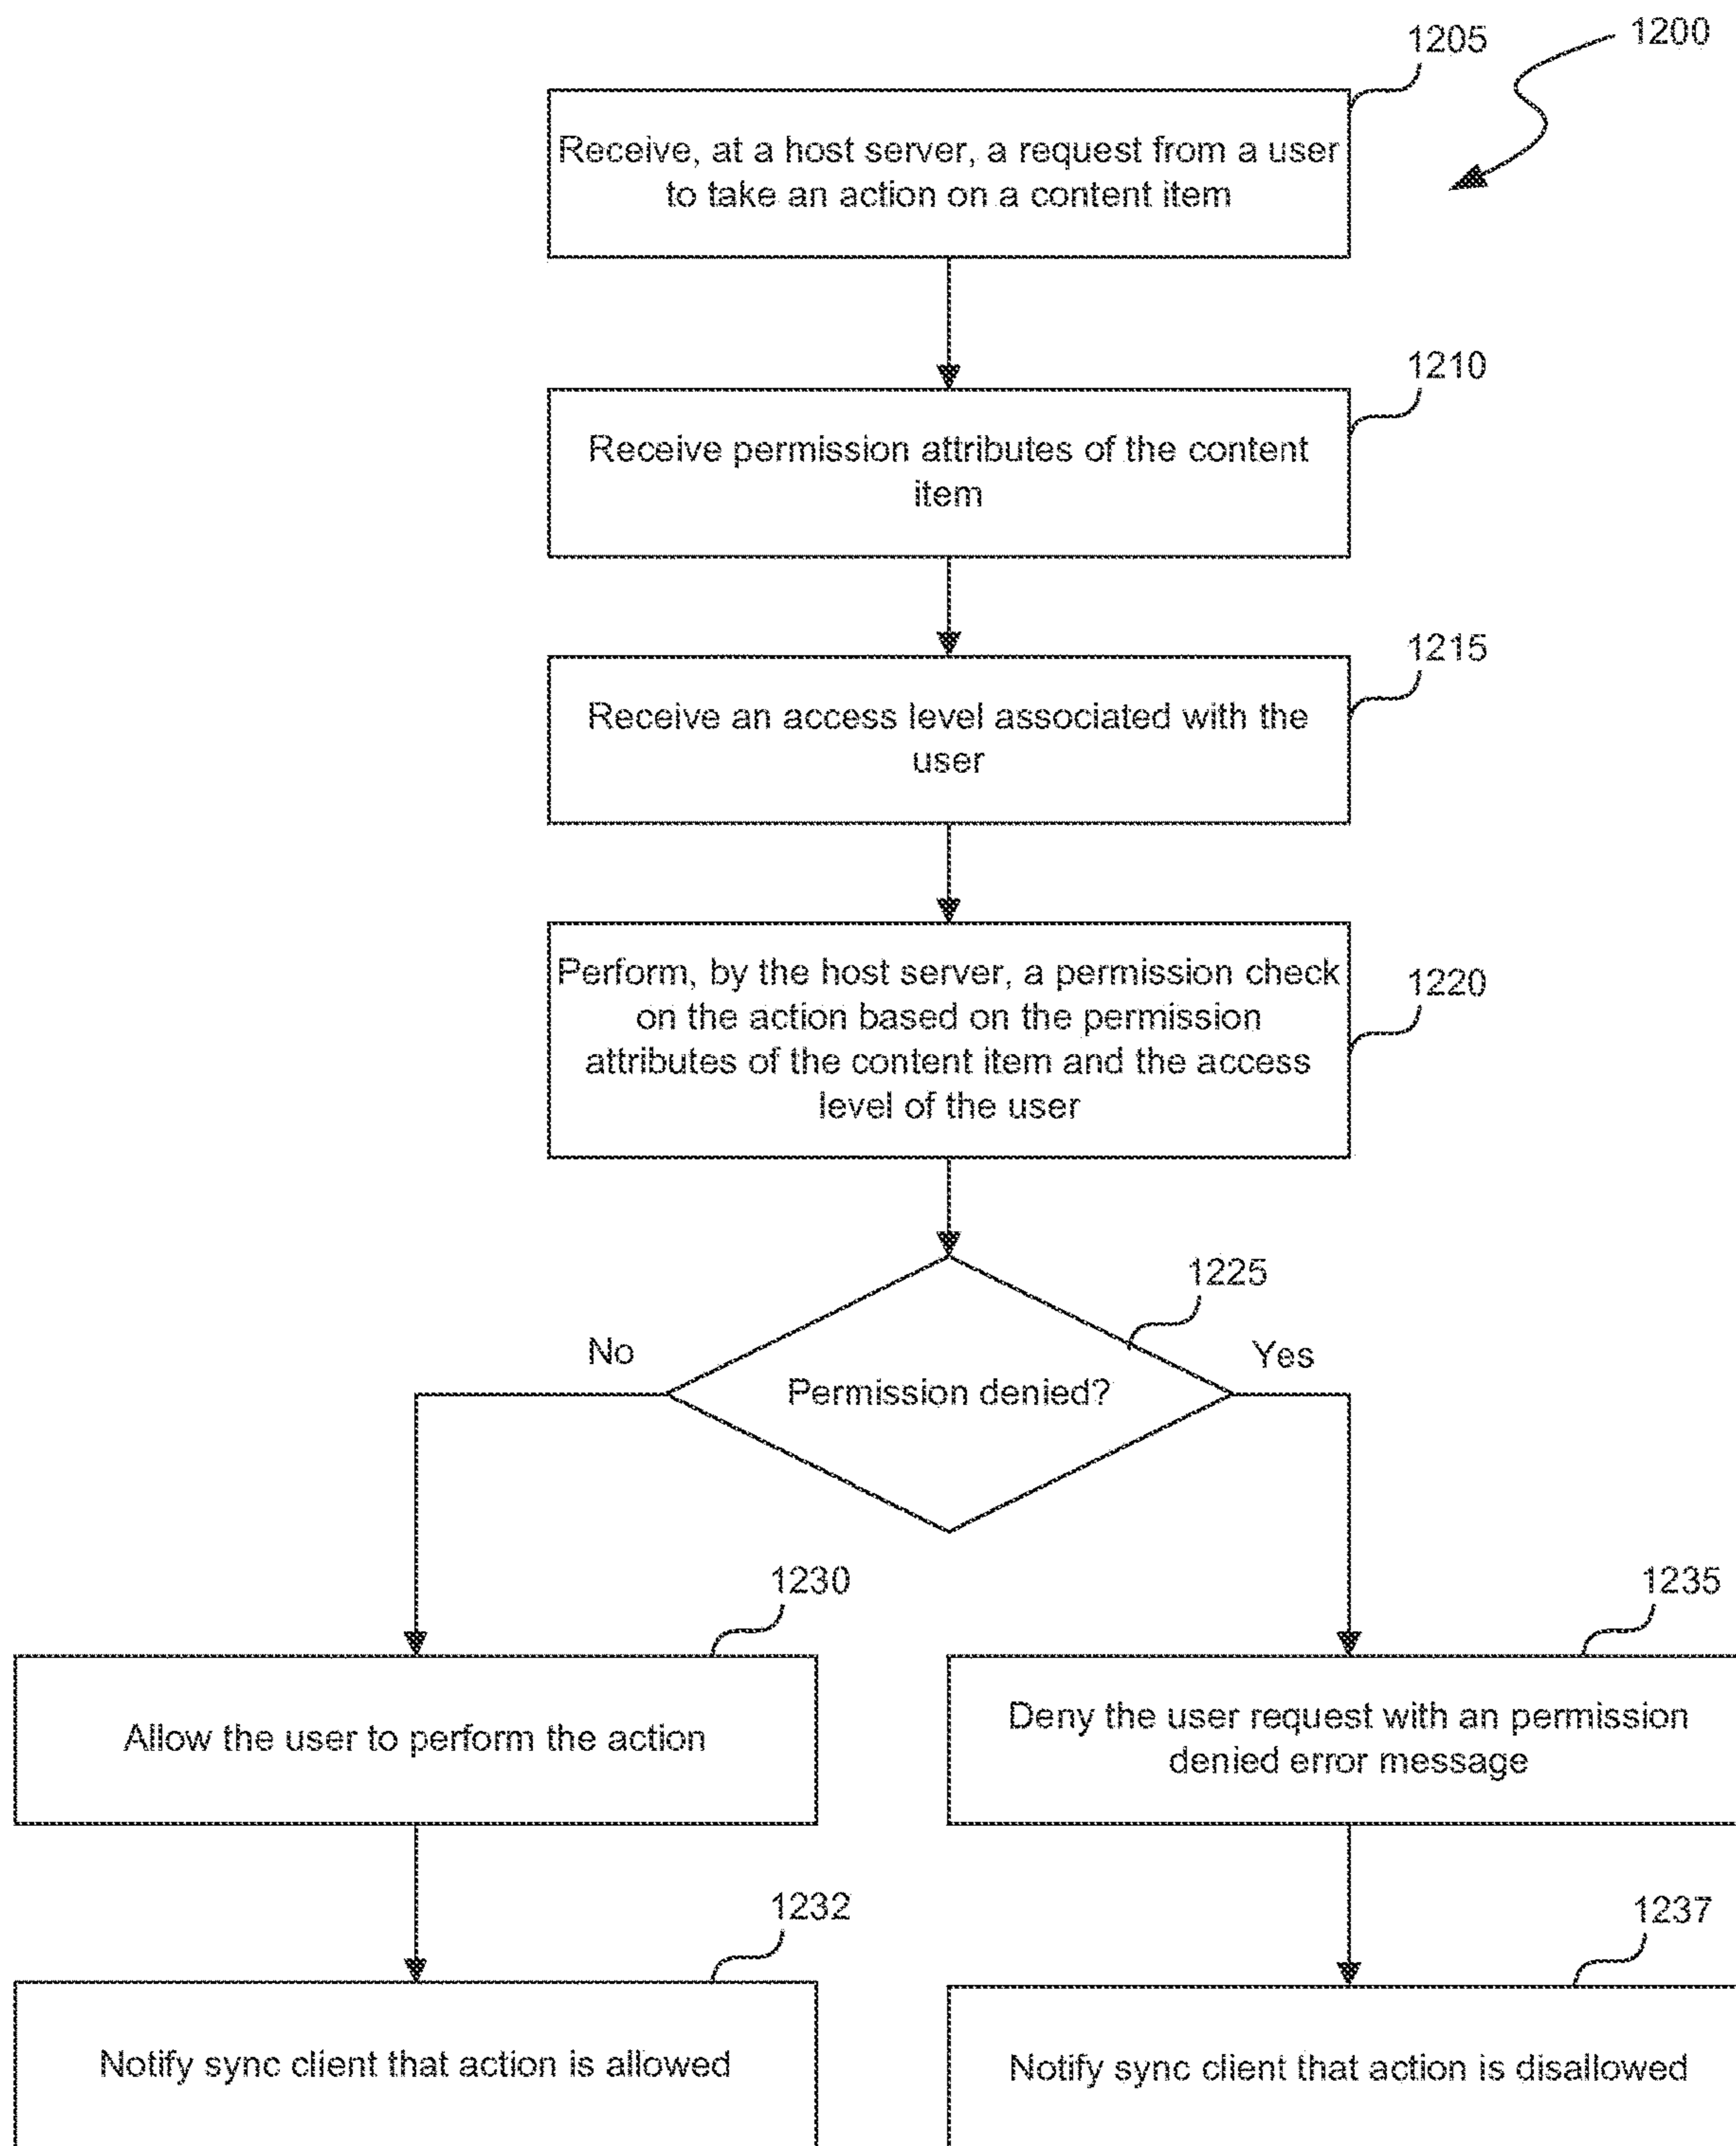 1200
1205
Receive, at a host server, a request from a user
to take an action on a content item
1210
Receive permission attributes of the content
item
1215
Receive an access level associated with the
user
1220
Perform, by the host server, a permission check
on the action based on the permission
attributes of the content item and the access
level of the user
1225
Permission denied?
No
Yes
1230
Allow the user to perform the action
1235
Deny the user request with an permission
denied error message
1232
Notify sync client that action is allowed
1237
Notify sync client that action is disallowed